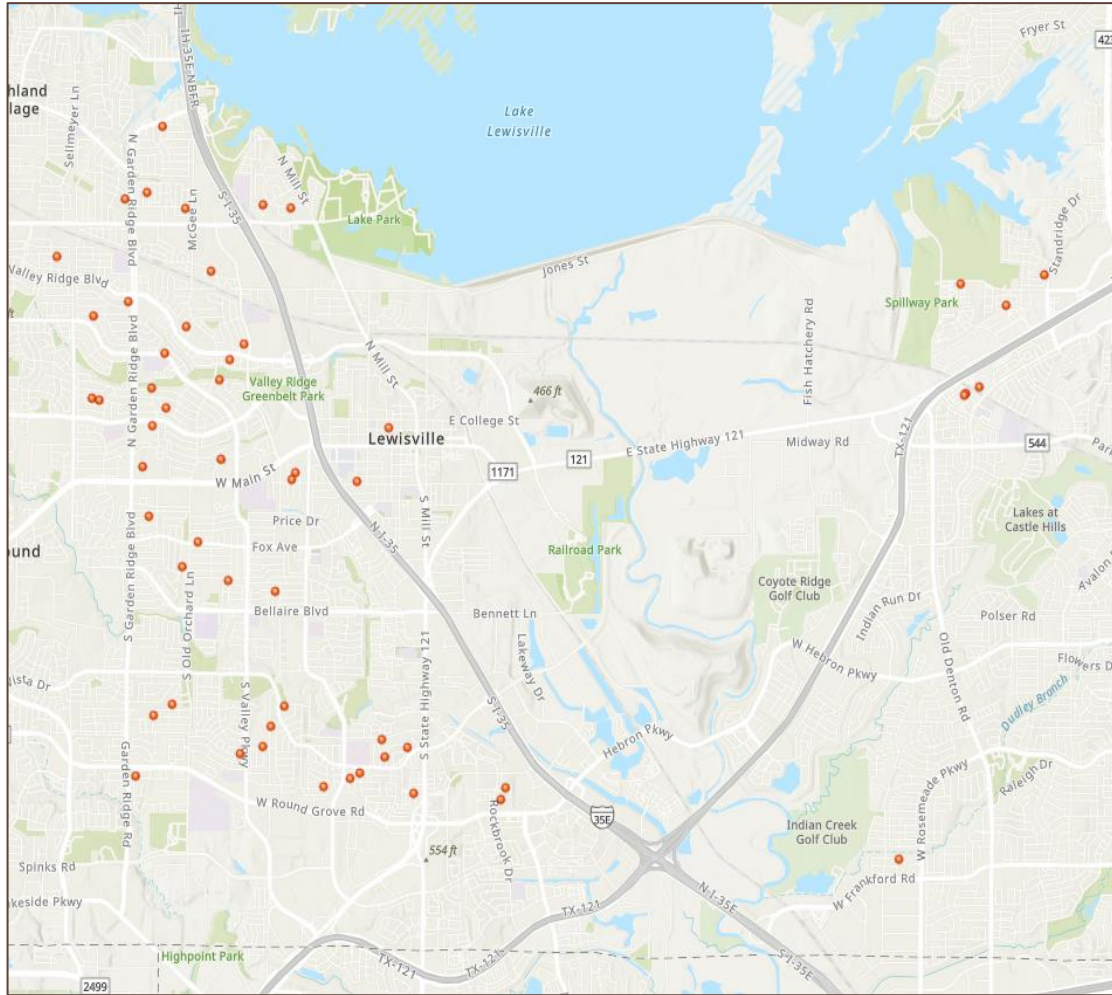 IH-35E NBFR
Fryer St
423
Sellmeyer Ln
Lake
Lewisville
N Garden Ridge Blvd
McGee Ln
S-I-35
N Mill St
Lake Park
Standridge Dr
Jones St
Valley Ridge Blvd
Spillway Park
Fish Hatchery Rd
N Garden Ridge Blvd
N Mill St
Valley Ridge
Greenbelt Park
466 ft
E College St
Lewisville
E State Highway 121
Midway Rd
TX-121
544
W Main St
1171
121
S Mill St
Price Dr
Fox Ave
N-I-35
Railroad Park
Lakes at
Castle Hills
Coyote Ridge
Golf Club
S Garden Ridge Blvd
S Old Orchard Ln
Bellaire Blvd
Bennett Ln
Indian Run Dr
Polser Rd
Lakeway Dr
W Hebron Pkwy
Old Denton Rd
S Valley Pkwy
S State Highway 121
S-I-35
Dudley Branch
Hebron Pkwy
Garden Ridge Rd
W Round Grove Rd
Rockbrook Dr
35E
W Rosemeade Pkwy
Raleigh Dr
Indian Creek
Golf Club
554 ft
Spinks Rd
W Frankford Rd
N-I-35E
TX-121
Highpoint Park
TX-121
TX-121
S-I-35E
2499